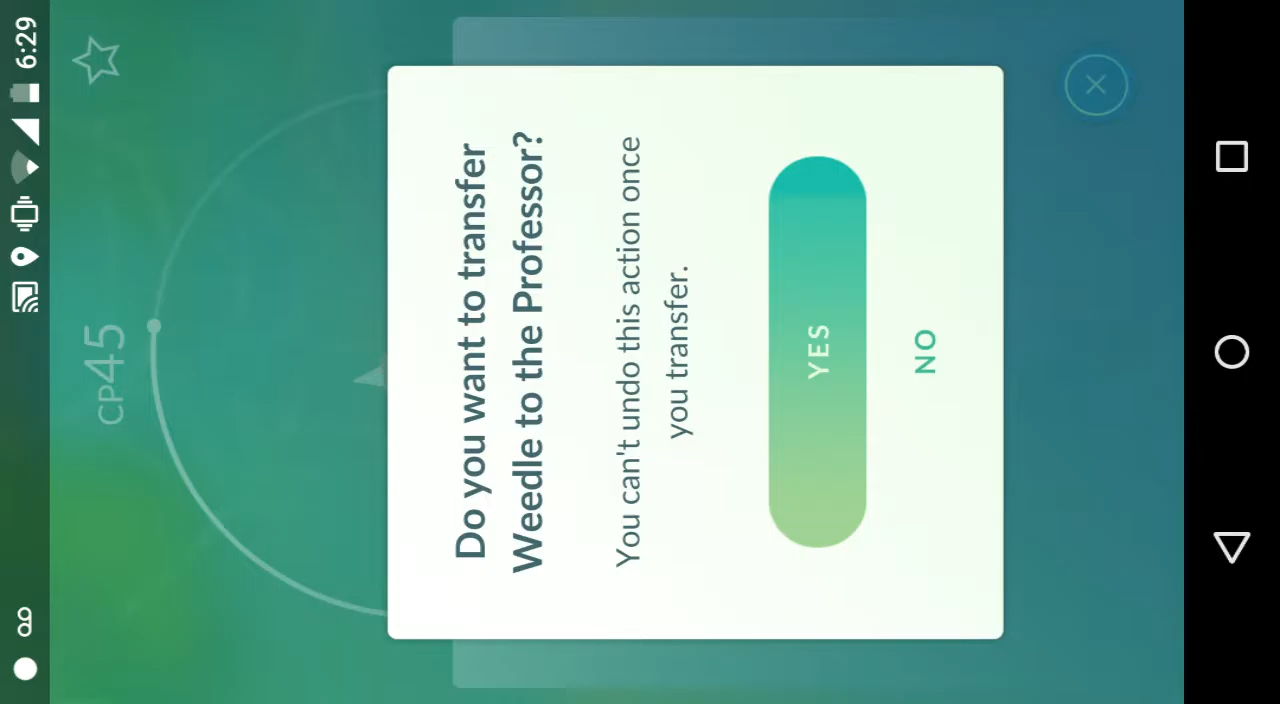 6:29
CP45
Do you want to transfer
Weedle to the Professor?
You can't undo this action once
you transfer.
YES
NO